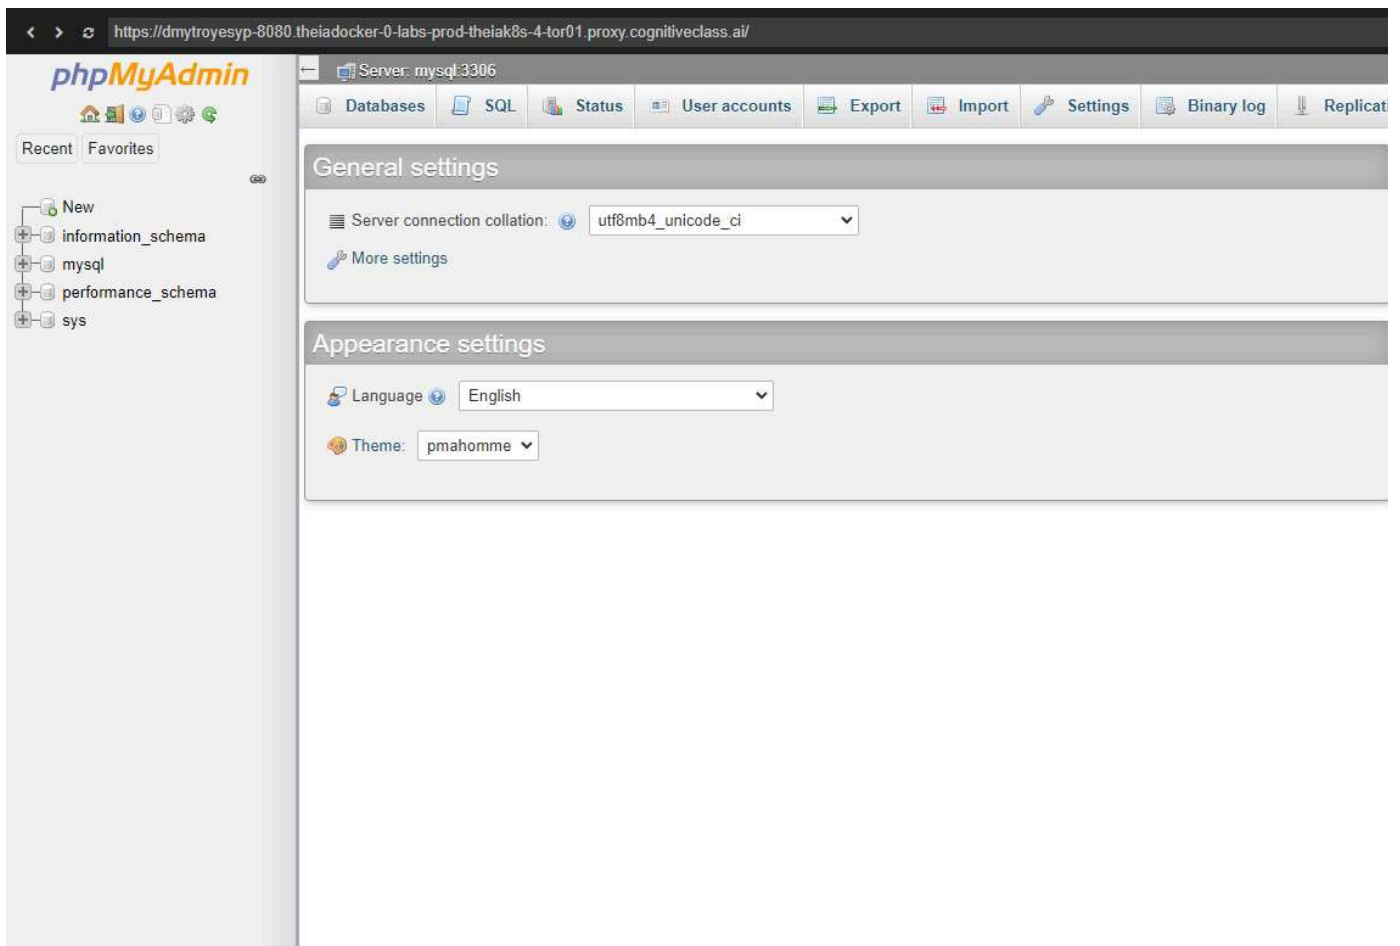 https://dmytroyesyp-8080.theiadocker-0-labs-prod-theiak8s-4-tor01.proxy.cognitiveclass.ai/
phpMyAdmin
Recent Favorites
New
information_schema
mysql
performance_schema
sys
Server: mysql:3306
Databases SQL Status User accounts Export Import Settings Binary log Replicati
General settings
Server connection collation: utf8mb4_unicode_ci
More settings
Appearance settings
Language English
Theme: pmahomme